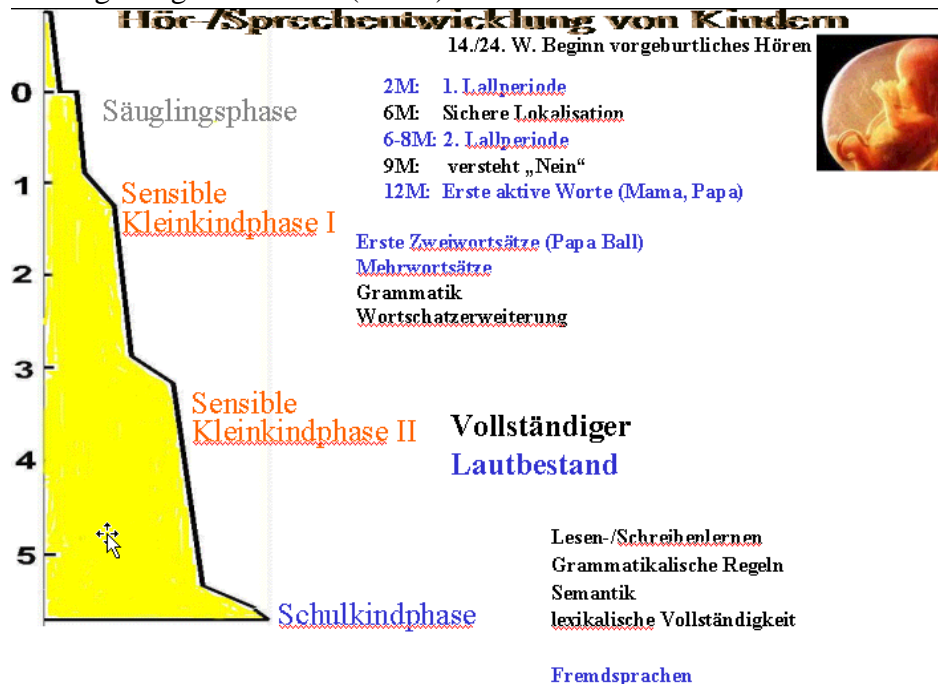 Hör-/Sprechentwicklung von Kindern
14./24. W. Beginn vorgeburtliches Hören
0
Säuglingsphase
2M: 1. Lallperiode
6M: Sichere Lokalisation
6-8M: 2. Lallperiode
9M: versteht „Nein“
12M: Erste aktive Worte (Mama, Papa)
1
Sensible
Kleinkindphase I
Erste Zweiwortsätze (Papa Ball)
Mehrwortsätze
Grammatik
Wortschatzerweiterung
2
3
Sensible
Kleinkindphase II
Vollständiger
Lautbestand
4
5
Lesen-/Schreibenlernen
Grammatikalische Regeln
Semantik
lexikalische Vollständigkeit
Schulkindphase
Fremdsprachen